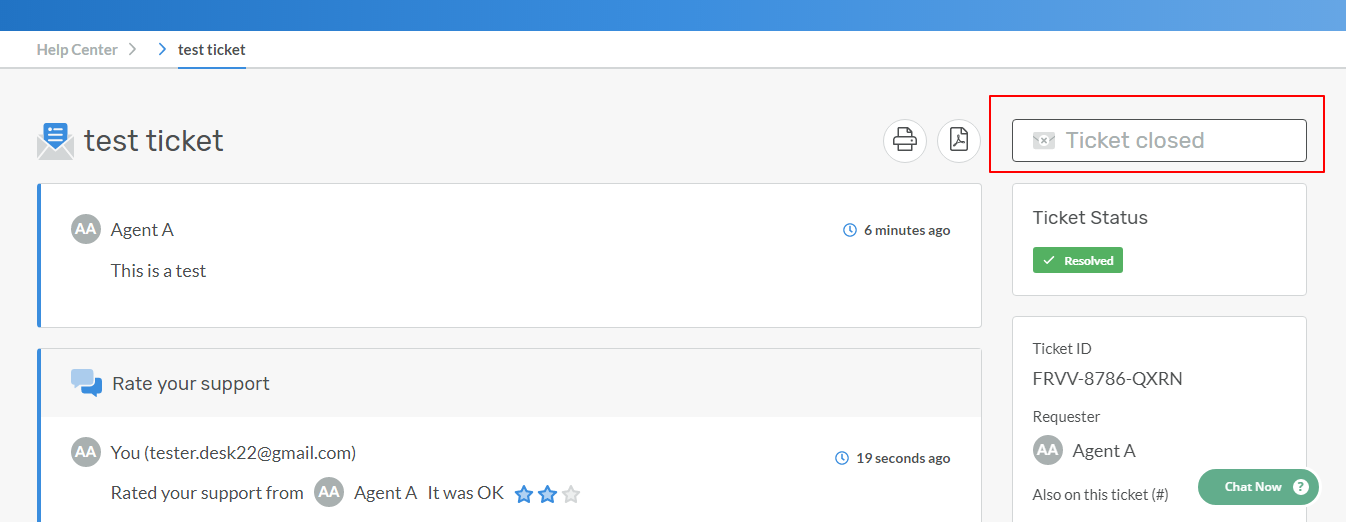 Help Center
test ticket
test ticket
Ticket closed
AA Agent A
6 minutes ago
This is a test
Ticket Status
Resolved
Rate your support
Ticket ID
FRVV-8786-QXRN
Requester
AA Agent A
AA You (tester.desk22@gmail.com)
19 seconds ago
Rated your support from AA Agent A It was OK
Also on this ticket (#)
Chat Now ?